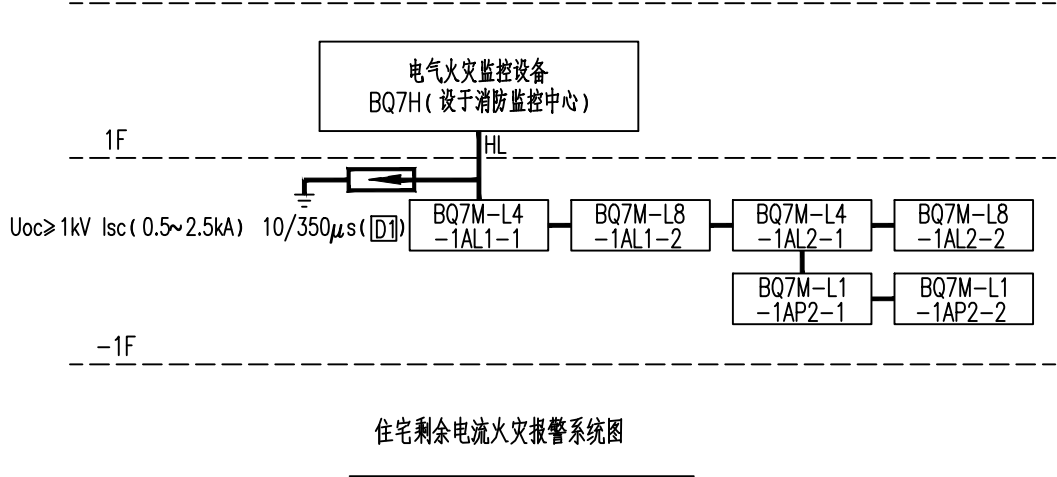 电气火灾监控设备
BQ7H(设于消防监控中心)
1F
HL
Uoc≥1kV Isc(0.5~2.5kA) 10/350μs(D1)
BQ7M-L4
-1AL1-1
BQ7M-L8
-1AL1-2
BQ7M-L4
-1AL2-1
BQ7M-L8
-1AL2-2
BQ7M-L1
-1AP2-1
BQ7M-L1
-1AP2-2
-1F
住宅剩余电流火灾报警系统图